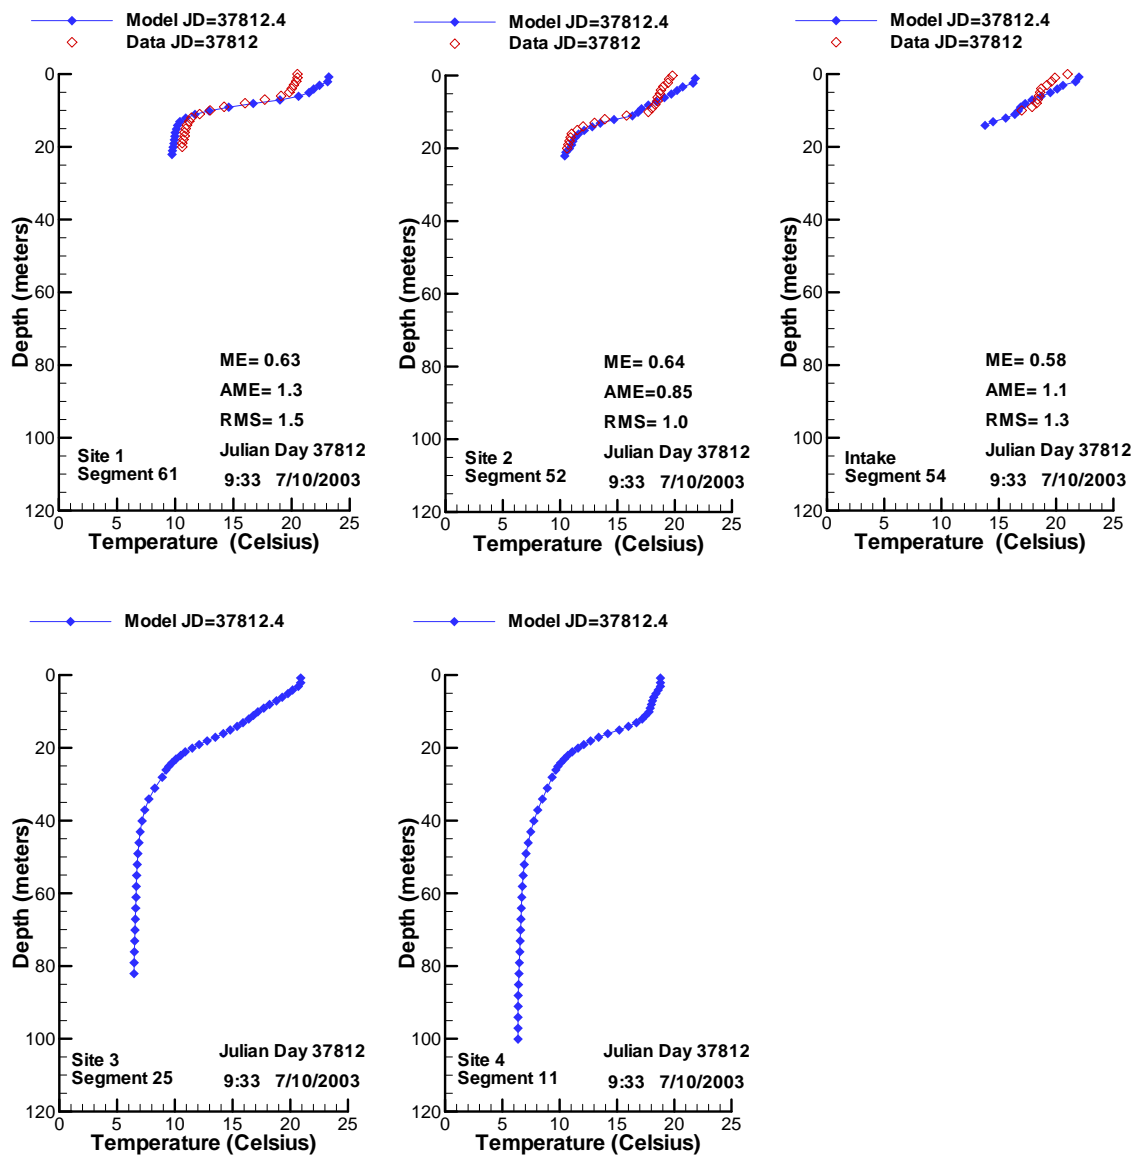 Model JD=37812.4
Data JD=37812
0
20
40
60
80
100
120
Depth (meters)
ME= 0.63
AME= 1.3
RMS= 1.5
Julian Day 37812
Site 1
Segment 61
9:33 7/10/2003
0 5 10 15 20 25
Temperature (Celsius)
Model JD=37812.4
Data JD=37812
0
20
40
60
80
100
120
Depth (meters)
ME= 0.64
AME=0.85
RMS= 1.0
Julian Day 37812
Site 2
Segment 52
9:33 7/10/2003
0 5 10 15 20 25
Temperature (Celsius)
Model JD=37812.4
Data JD=37812
0
20
40
60
80
100
120
Depth (meters)
ME= 0.58
AME= 1.1
RMS= 1.3
Julian Day 37812
Intake
Segment 54
9:33 7/10/2003
0 5 10 15 20 25
Temperature (Celsius)
Model JD=37812.4
0
20
40
60
80
100
120
Depth (meters)
Julian Day 37812
Site 3
Segment 25
9:33 7/10/2003
0 5 10 15 20 25
Temperature (Celsius)
Model JD=37812.4
0
20
40
60
80
100
120
Depth (meters)
Julian Day 37812
Site 4
Segment 11
9:33 7/10/2003
0 5 10 15 20 25
Temperature (Celsius)